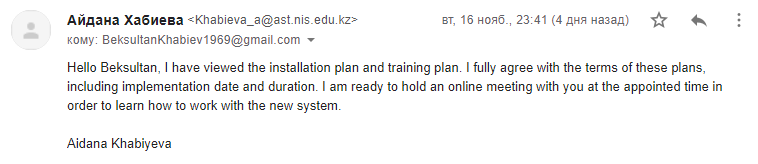 Айдана Хабиева <Khabieva_a@ast.nis.edu.kz> вт, 16 нояб., 23:41 (4 дня назад)
кому: BeksultanKhabiev1969@gmail.com
Hello Beksultan, I have viewed the installation plan and training plan. I fully agree with the terms of these plans,
including implementation date and duration. I am ready to hold an online meeting with you at the appointed time in
order to learn how to work with the new system.
Aidana Khabiyeva